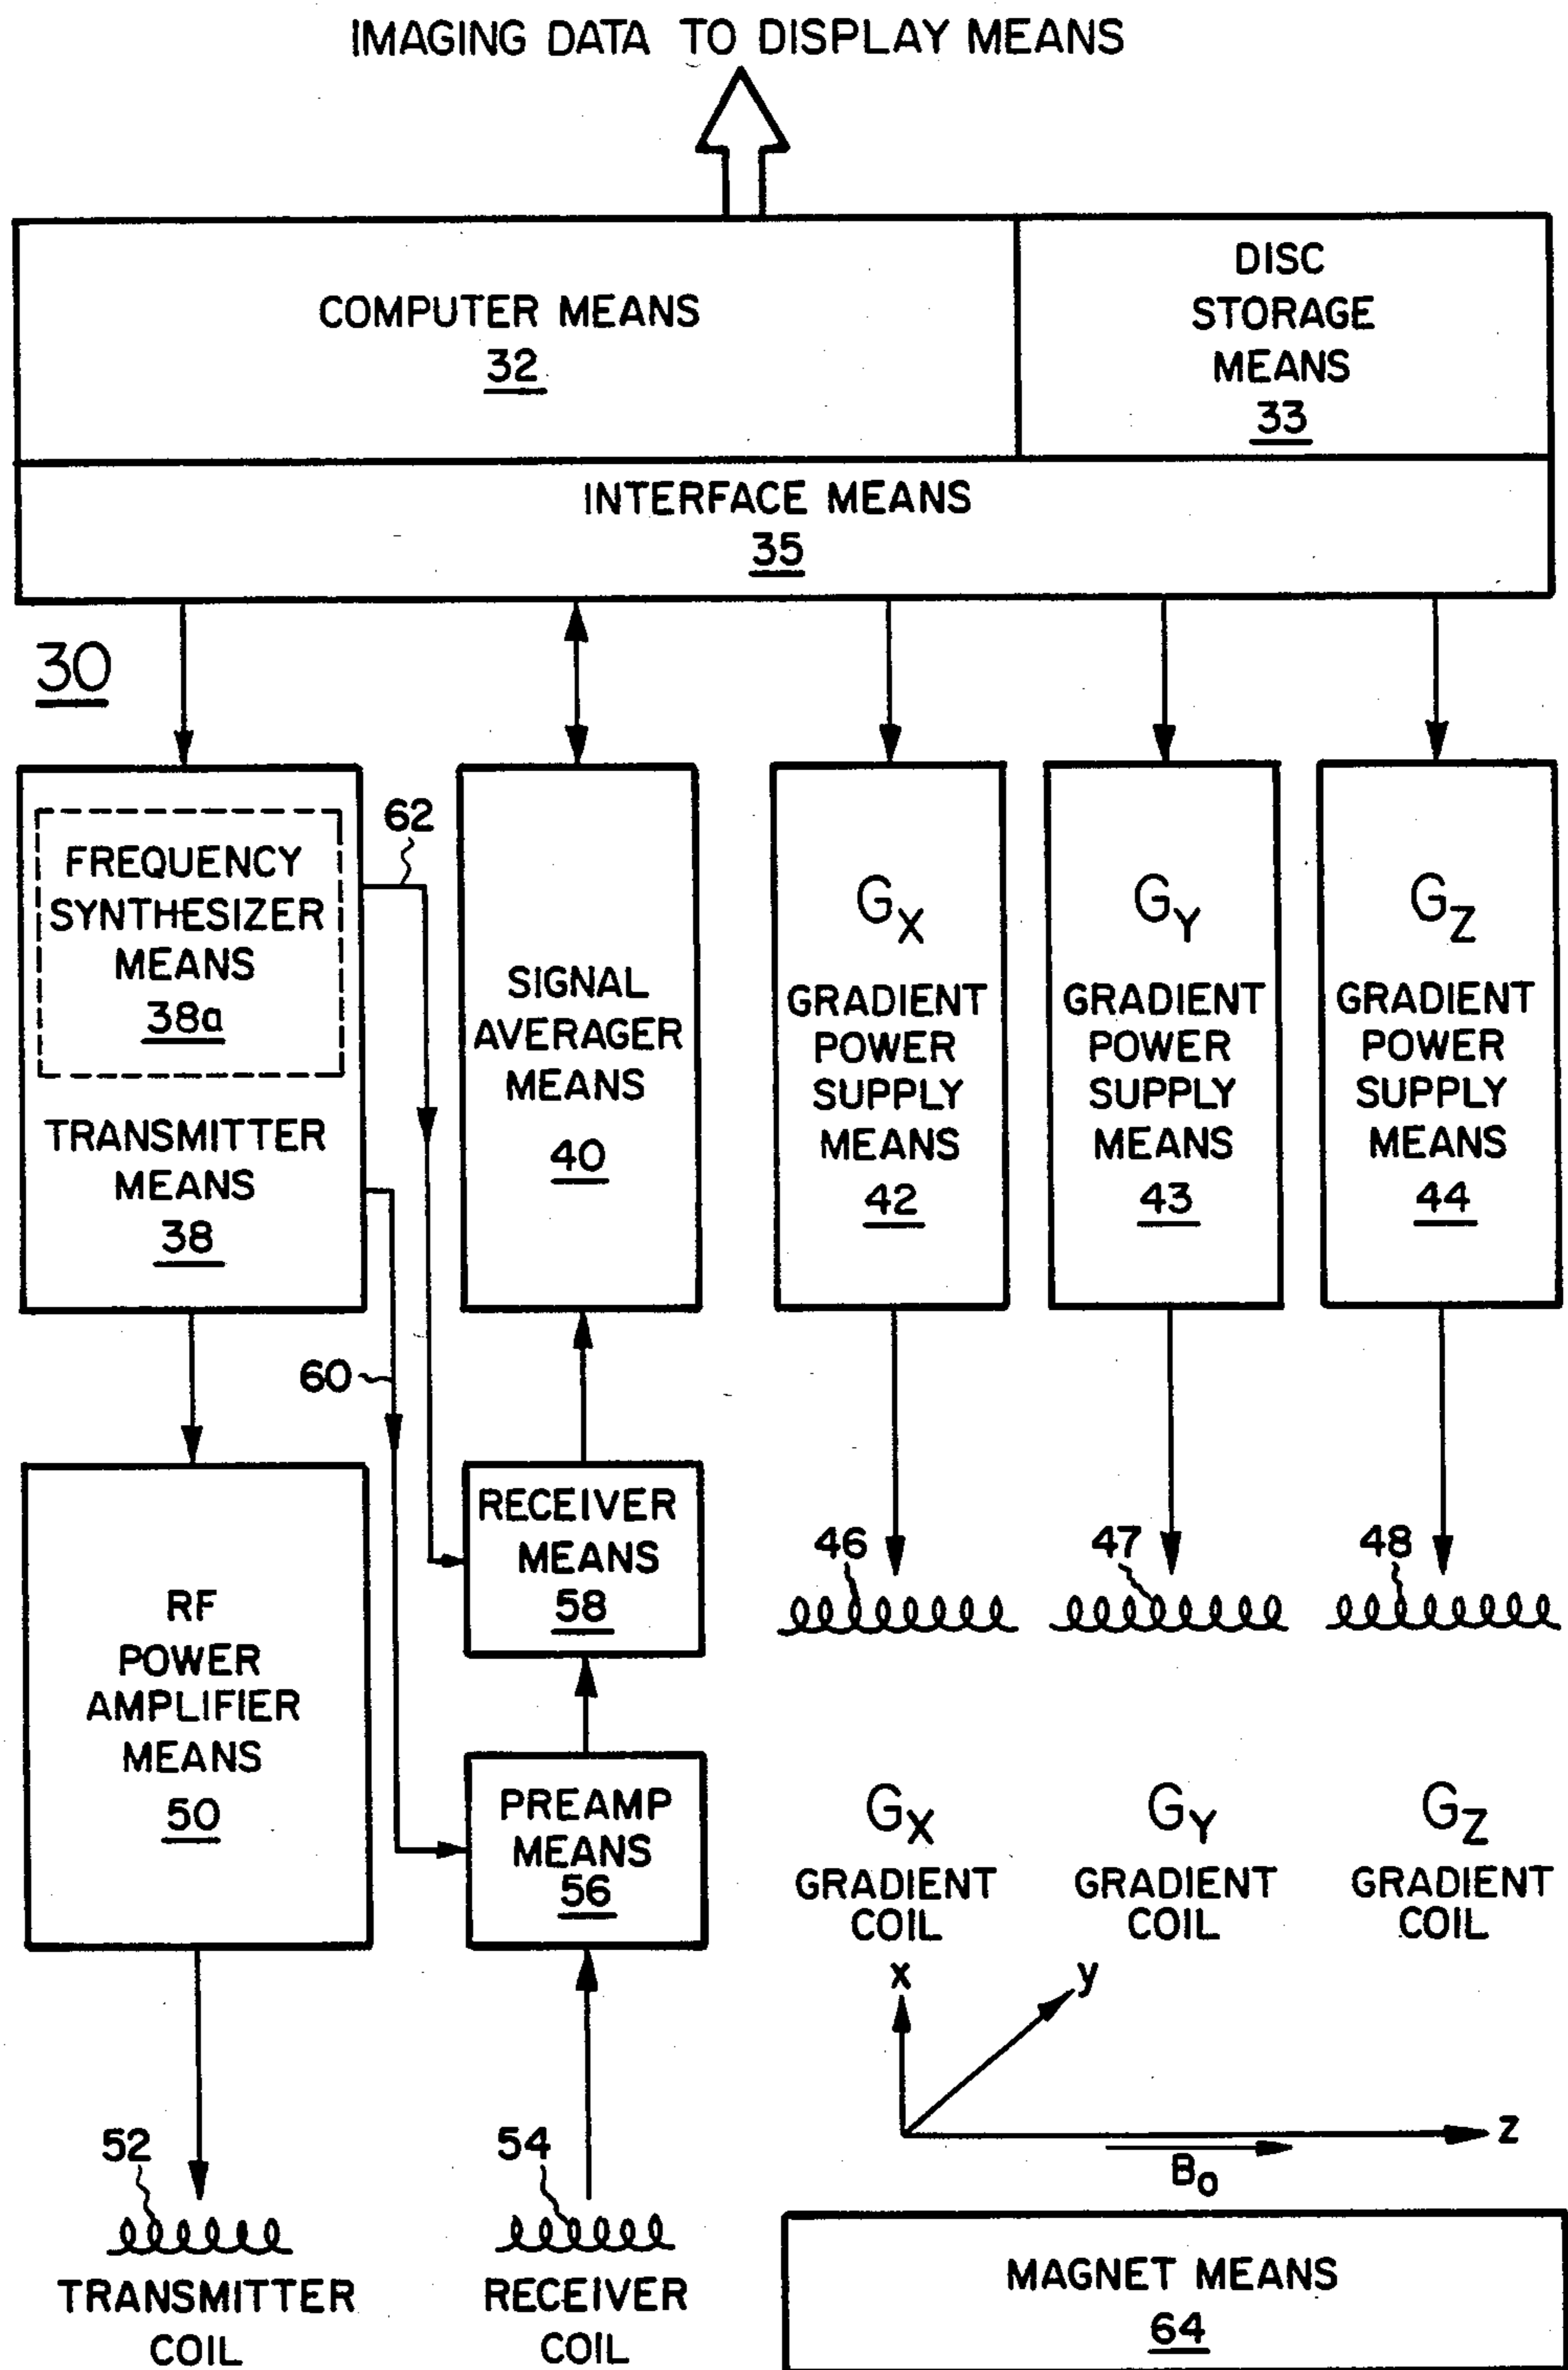 IMAGING DATA TO DISPLAY MEANS
COMPUTER MEANS
32
DISC
STORAGE
MEANS
33
INTERFACE MEANS
35
30
62
FREQUENCY
SYNTHESIZER
MEANS
38a
TRANSMITTER
MEANS
38
SIGNAL
AVERAGER
MEANS
40
GX
GRADIENT
POWER
SUPPLY
MEANS
42
GY
GRADIENT
POWER
SUPPLY
MEANS
43
GZ
GRADIENT
POWER
SUPPLY
MEANS
44
60
RF
POWER
AMPLIFIER
MEANS
50
RECEIVER
MEANS
58
PREAMP
MEANS
56
46
47
48
GX
GRADIENT
COIL
GY
GRADIENT
COIL
GZ
GRADIENT
COIL
x
y
z
B0
52
TRANSMITTER
COIL
54
RECEIVER
COIL
MAGNET MEANS
64